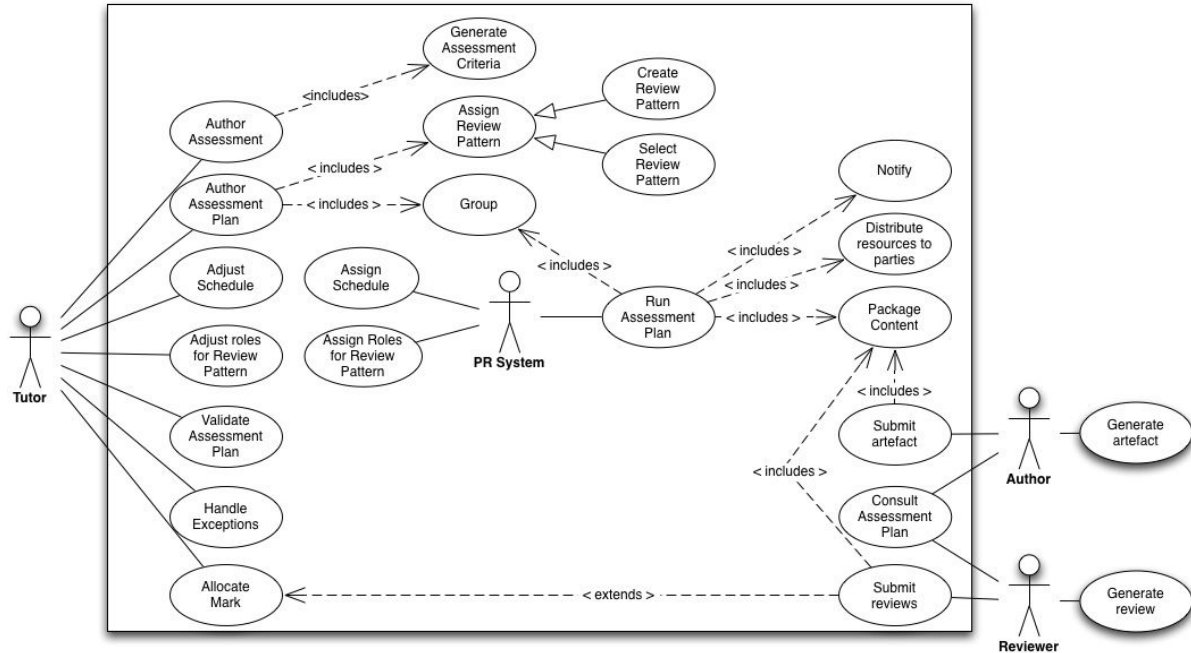 Generate
Assessment
Criteria
<includes>
Create
Review
Pattern
Author
Assessment
Assign
Review
Pattern
Select
Review
Pattern
< includes >
Notify
Author
Assessment
Plan
< includes >
Group
Distribute
resources to
parties
< includes >
< includes >
< includes >
Adjust
Schedule
Assign
Schedule
Run
Assessment
Plan
< includes >
Package
Content
Adjust roles
for Review
Pattern
Assign Roles
for Review
Pattern
PR System
Tutor
< includes >
Validate
Assessment
Plan
Submit
artefact
Generate
artefact
Author
< includes >
Handle
Exceptions
Consult
Assessment
Plan
Allocate
Mark
< extends >
Submit
reviews
Generate
review
Reviewer